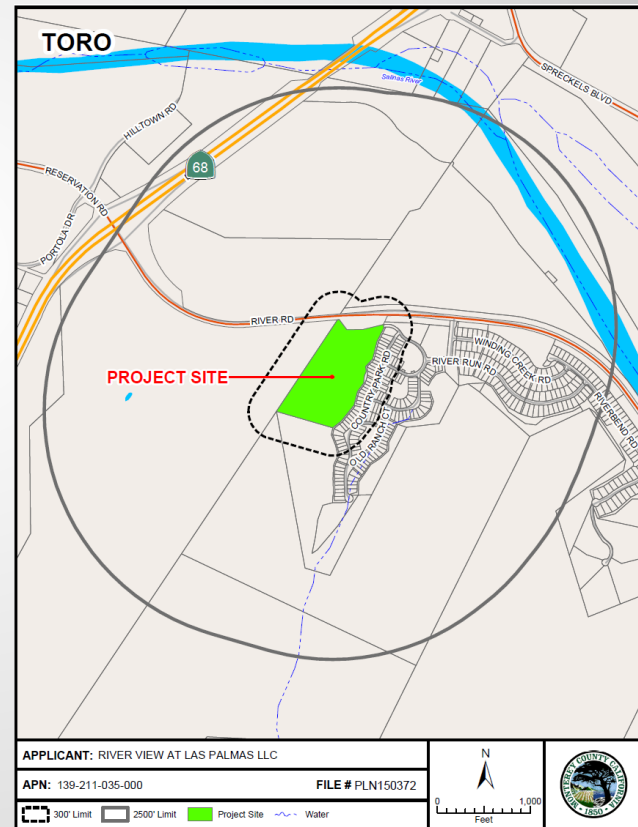 TORO
Salinas River
SPRECKELS BLVD
HILLTOWN RD
68
RESERVATION RD
PORTOLA DR
RIVER RD
WINDING CREEK RD
RIVER RUN RD
PROJECT SITE
COUNTRY PARK RD
RIVERBEND RD
OLD RANCH CT
APPLICANT: RIVER VIEW AT LAS PALMAS LLC
APN: 139-211-035-000
FILE # PLN150372
300' Limit
2500' Limit
Project Site
Water
N
0
1,000
Feet
MONTEREY COUNTY CALIFORNIA
1850